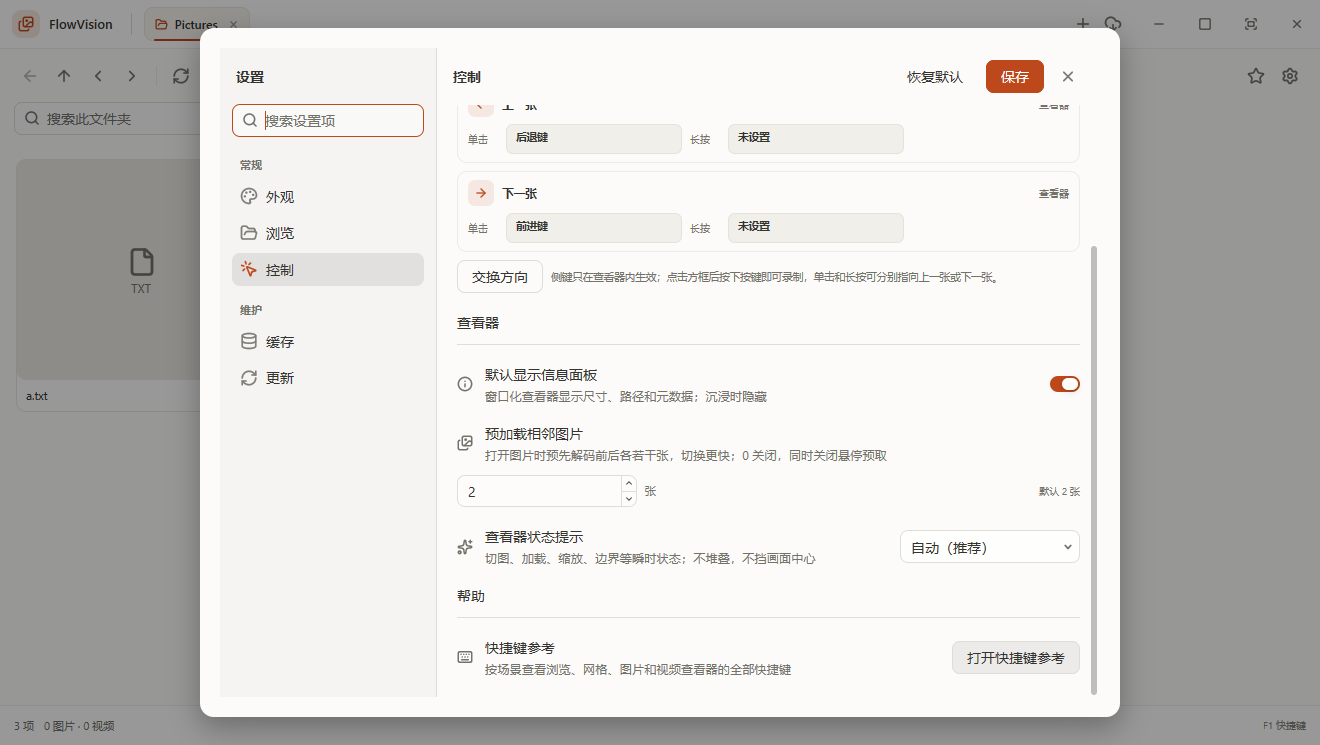 FlowVision
Pictures
搜索此文件夹
TXT
a.txt
3 项 0 图片 · 0 视频
F1 快捷键
设置
搜索设置项
常规
外观
浏览
控制
维护
缓存
更新
控制
恢复默认
保存
上一张
查看器
单击
后退键
长按
未设置
下一张
查看器
单击
前进键
长按
未设置
交换方向
侧键只在查看器内生效；点击方框后按下按键即可录制，单击和长按可分别指向上一张或下一张。
查看器
默认显示信息面板
窗口化查看器显示尺寸、路径和元数据；沉浸时隐藏
预加载相邻图片
打开图片时预先解码前后各若干张，切换更快；0 关闭，同时关闭悬停预取
2
张
默认 2 张
查看器状态提示
切图、加载、缩放、边界等瞬时状态；不堆叠，不挡画面中心
自动（推荐）
帮助
快捷键参考
按场景查看浏览、网格、图片和视频查看器的全部快捷键
打开快捷键参考